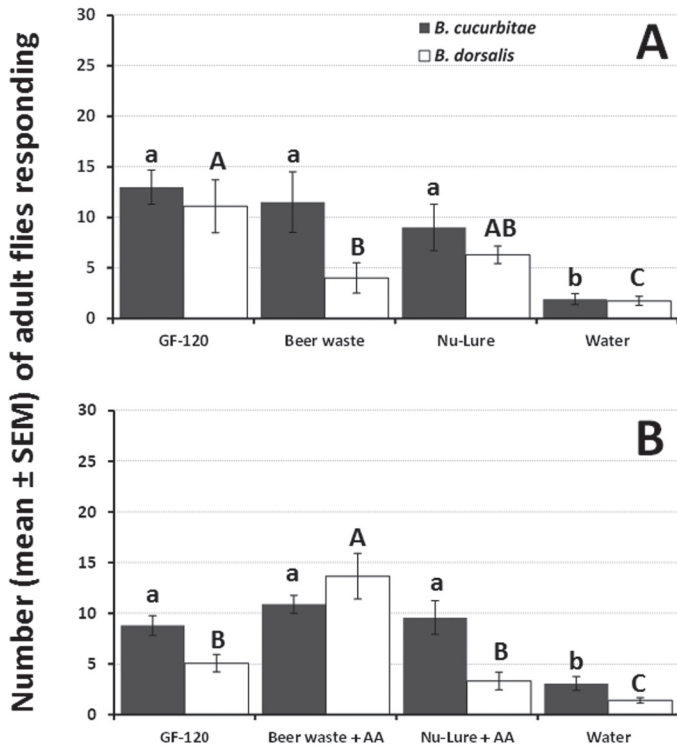 Number (mean ± SEM) of adult flies responding
30
25
20
15
10
5
0
B. cucurbitae
B. dorsalis
A
a
A
a
B
a
AB
b
C
GF-120
Beer waste
Nu-Lure
Water
30
25
20
15
10
5
0
B
a
B
a
A
a
B
b
C
GF-120
Beer waste + AA
Nu-Lure + AA
Water